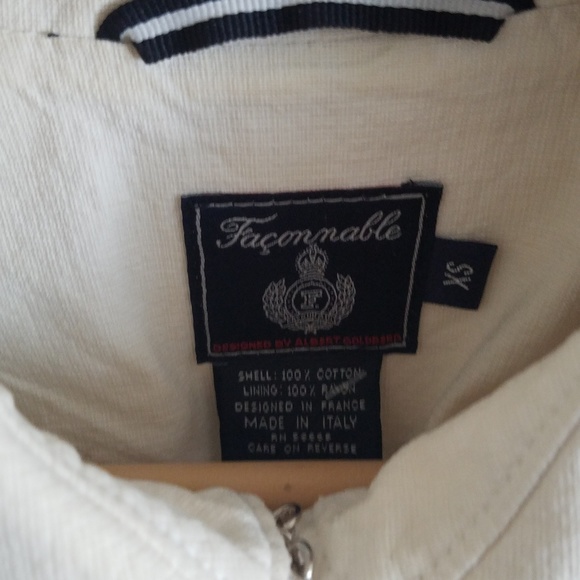 Façonnable
XS
F
DESIGNED BY ALBERT GOLDBERG
SHELL: 100% COTTON
LINING: 100% RAYON
DESIGNED IN FRANCE
MADE IN ITALY
CARE ON REVERSE